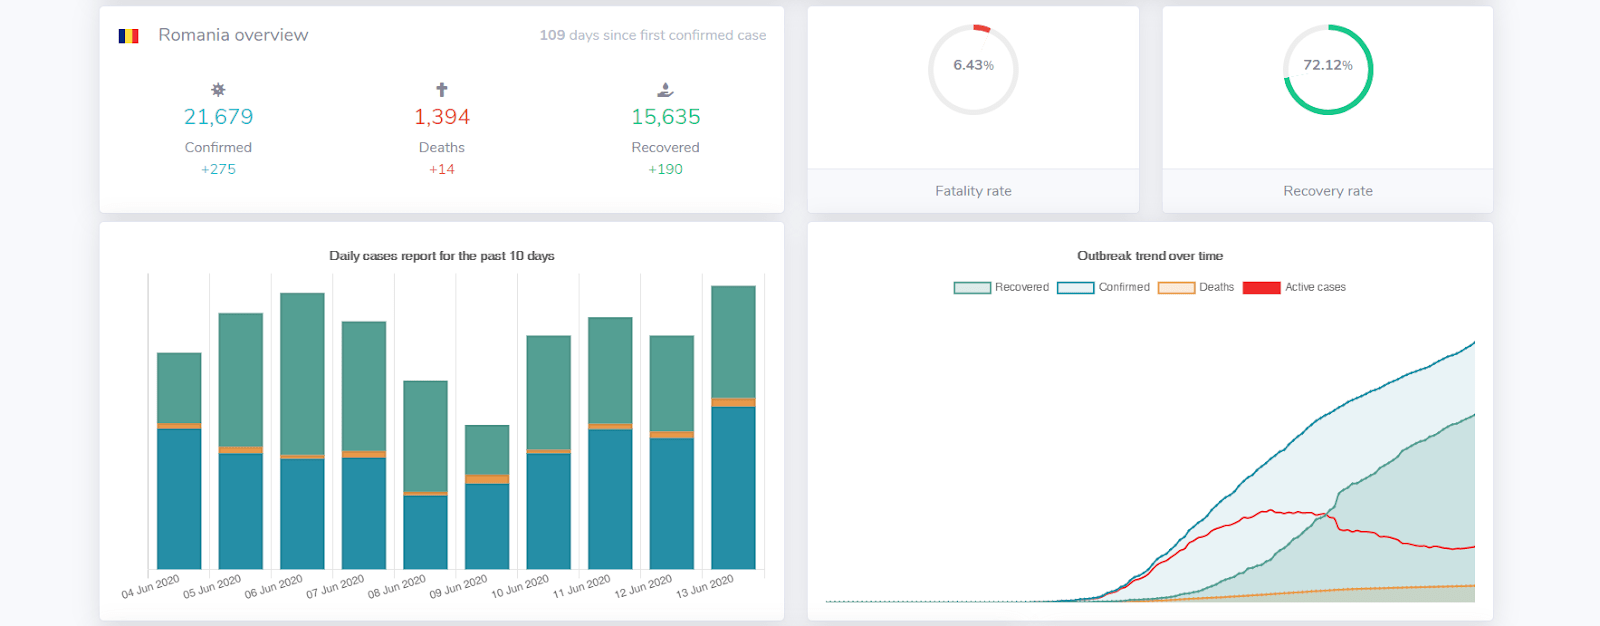 Romania overview
109 days since first confirmed case
21,679
1,394
15,635
Confirmed
Deaths
Recovered
+275
+14
+190
6.43%
Fatality rate
72.12%
Recovery rate
Daily cases report for the past 10 days
04 Jun 2020
05 Jun 2020
06 Jun 2020
07 Jun 2020
08 Jun 2020
09 Jun 2020
10 Jun 2020
11 Jun 2020
12 Jun 2020
13 Jun 2020
Outbreak trend over time
Recovered Confirmed Deaths Active cases